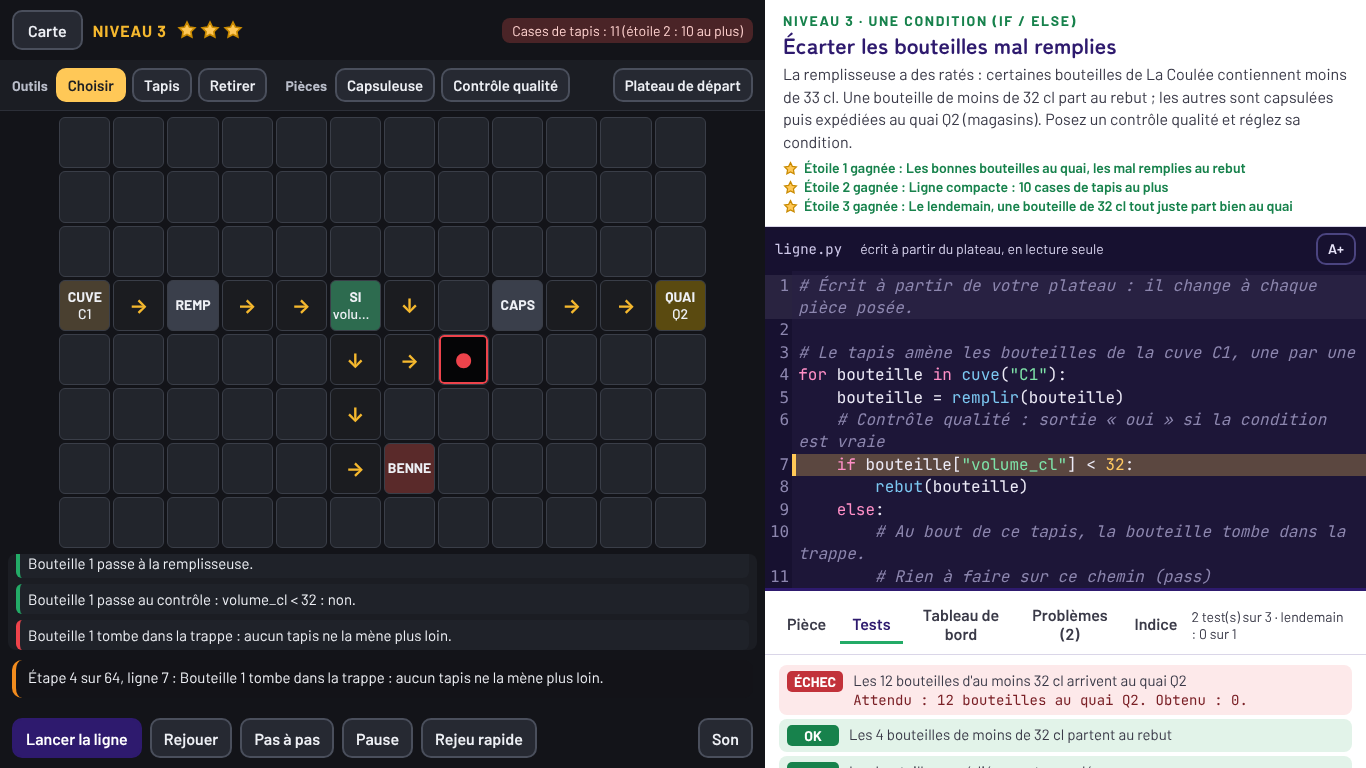 Carte
NIVEAU 3
Cases de tapis : 11 (étoile 2 : 10 au plus)
Outils
Choisir
Tapis
Retirer
Pièces
Capsuleuse
Contrôle qualité
Plateau de départ
CUVE
C1
REMP
SI
volu...
CAPS
QUAI
Q2
BENNE
Bouteille 1 passe à la remplisseuse.
Bouteille 1 passe au contrôle : volume_cl < 32 : non.
Bouteille 1 tombe dans la trappe : aucun tapis ne la mène plus loin.
Étape 4 sur 64, ligne 7 : Bouteille 1 tombe dans la trappe : aucun tapis ne la mène plus loin.
Lancer la ligne
Rejouer
Pas à pas
Pause
Rejeu rapide
Son
NIVEAU 3 · UNE CONDITION (IF / ELSE)
Écarter les bouteilles mal remplies
La remplisseuse a des ratés : certaines bouteilles de La Coulée contiennent moins
de 33 cl. Une bouteille de moins de 32 cl part au rebut ; les autres sont capsulées
puis expédiées au quai Q2 (magasins). Posez un contrôle qualité et réglez sa
condition.
Étoile 1 gagnée : Les bonnes bouteilles au quai, les mal remplies au rebut
Étoile 2 gagnée : Ligne compacte : 10 cases de tapis au plus
Étoile 3 gagnée : Le lendemain, une bouteille de 32 cl tout juste part bien au quai
ligne.py
écrit à partir du plateau, en lecture seule
A+
1 # Écrit à partir de votre plateau : il change à chaque
pièce posée.
2
3 # Le tapis amène les bouteilles de la cuve C1, une par une
4 for bouteille in cuve("C1"):
5 bouteille = remplir(bouteille)
6 # Contrôle qualité : sortie « oui » si la condition
est vraie
7 if bouteille["volume_cl"] < 32:
8 rebut(bouteille)
9 else:
10 # Au bout de ce tapis, la bouteille tombe dans la
trappe.
11 # Rien à faire sur ce chemin (pass)
Pièce
Tests
Tableau de
bord
Problèmes
(2)
Indice
2 test(s) sur 3 · lendemain
: 0 sur 1
ÉCHEC
Les 12 bouteilles d'au moins 32 cl arrivent au quai Q2
Attendu : 12 bouteilles au quai Q2. Obtenu : 0.
OK
Les 4 bouteilles de moins de 32 cl partent au rebut